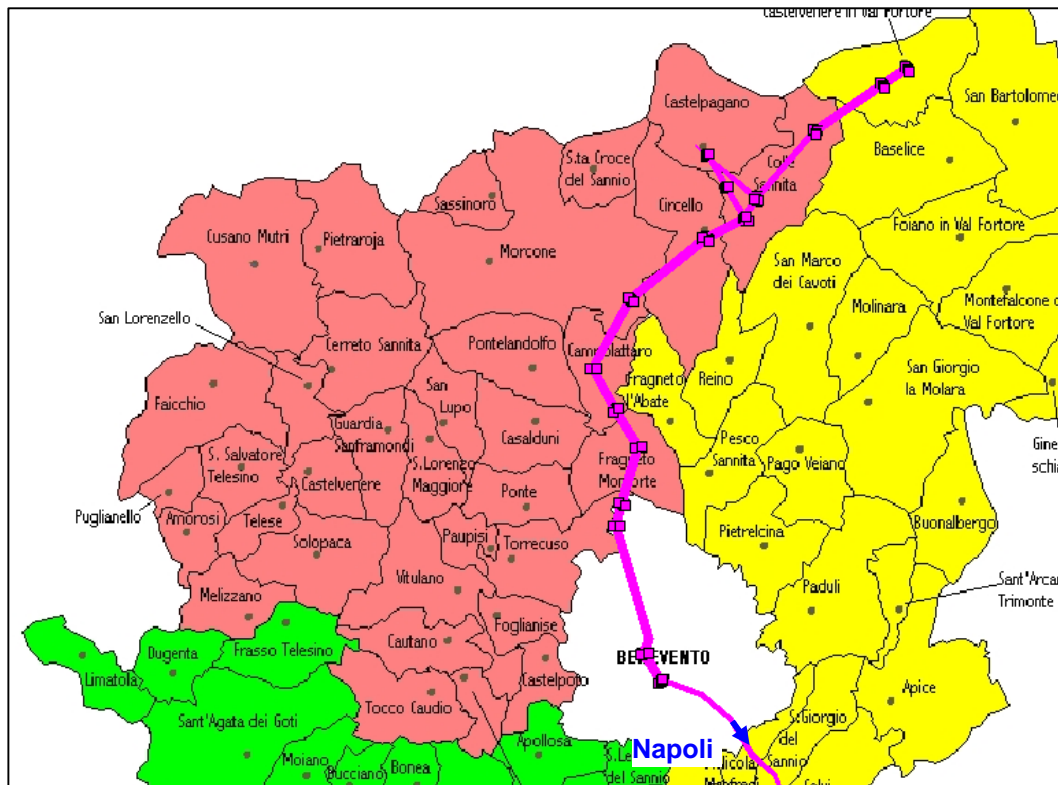 Castelvenere in Val Fortore
Castelpagano
San Bartolomeo
S.ta Croce
del Sannio
Colle
Sannita
Baselice
Sassinoro
Circello
Cusano Mutri
Pietraroja
Morcone
Foiano in Val Fortore
San Marco
dei Cavoti
Molinara
Montefalcone
Val Fortore
San Lorenzello
Cerreto Sannita
Pontelandolfo
Campolattaro
Reino
San Giorgio
la Molara
Fragneto
l'Abate
Faicchio
San
Lupo
Guardia
Sanframondi
Casalduni
Pesco
Sannita
Pago Veiano
S. Salvatore
Telesino
Castelvenere
S.Lorenzo
Maggiore
Fragneto
Monforte
Ponte
Puglianello
Amorosi
Telese
Solopaca
Paupisi
Torrecuso
Pietrelcina
Buonalbergo
Melizzano
Vitulano
Paduli
Trimonte
Foglianise
Cautano
Frasso Telesino
Dugenta
Limatola
BENEVENTO
Castelpoto
Apice
Sant'Agata dei Goti
Tocco Caudio
S.Giorgio
del
Sannio
Apollosa
Napoli
Moiano
Bucciano
Bonea
del Sannio